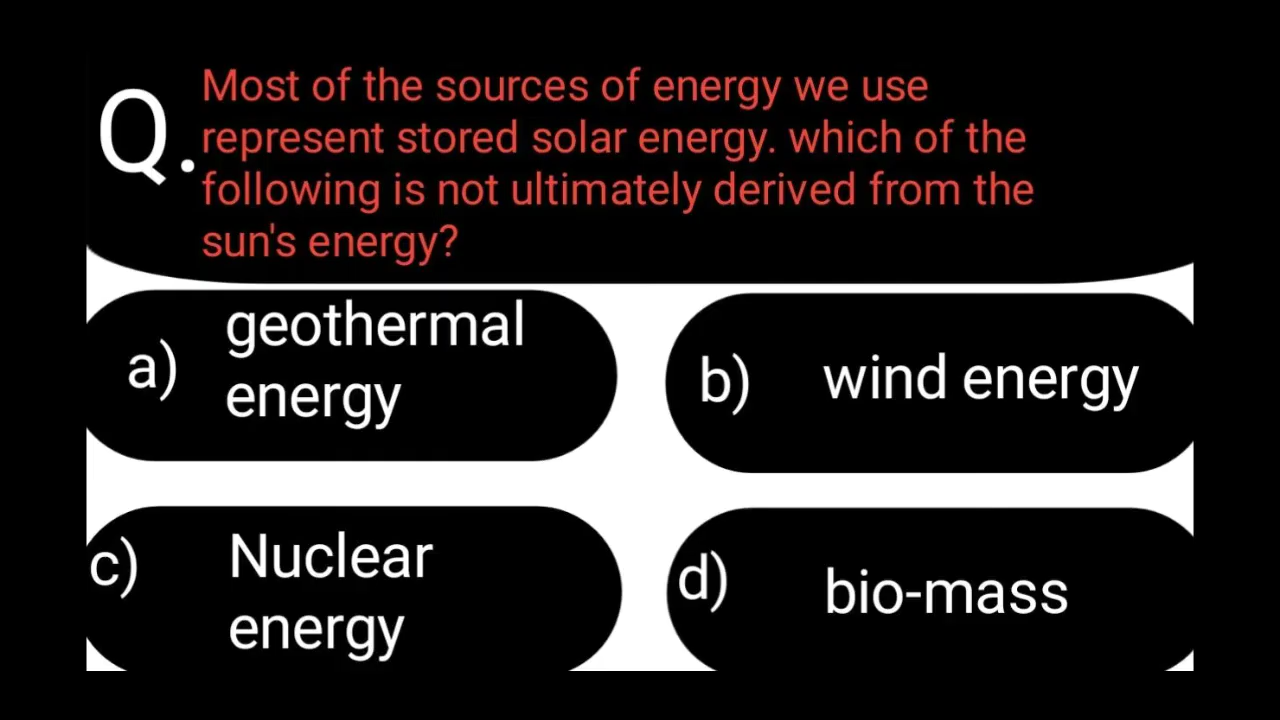 Q. Most of the sources of energy we use
represent stored solar energy. which of the
following is not ultimately derived from the
sun's energy?
a) geothermal
energy
b) wind energy
c) Nuclear
energy
d) bio-mass